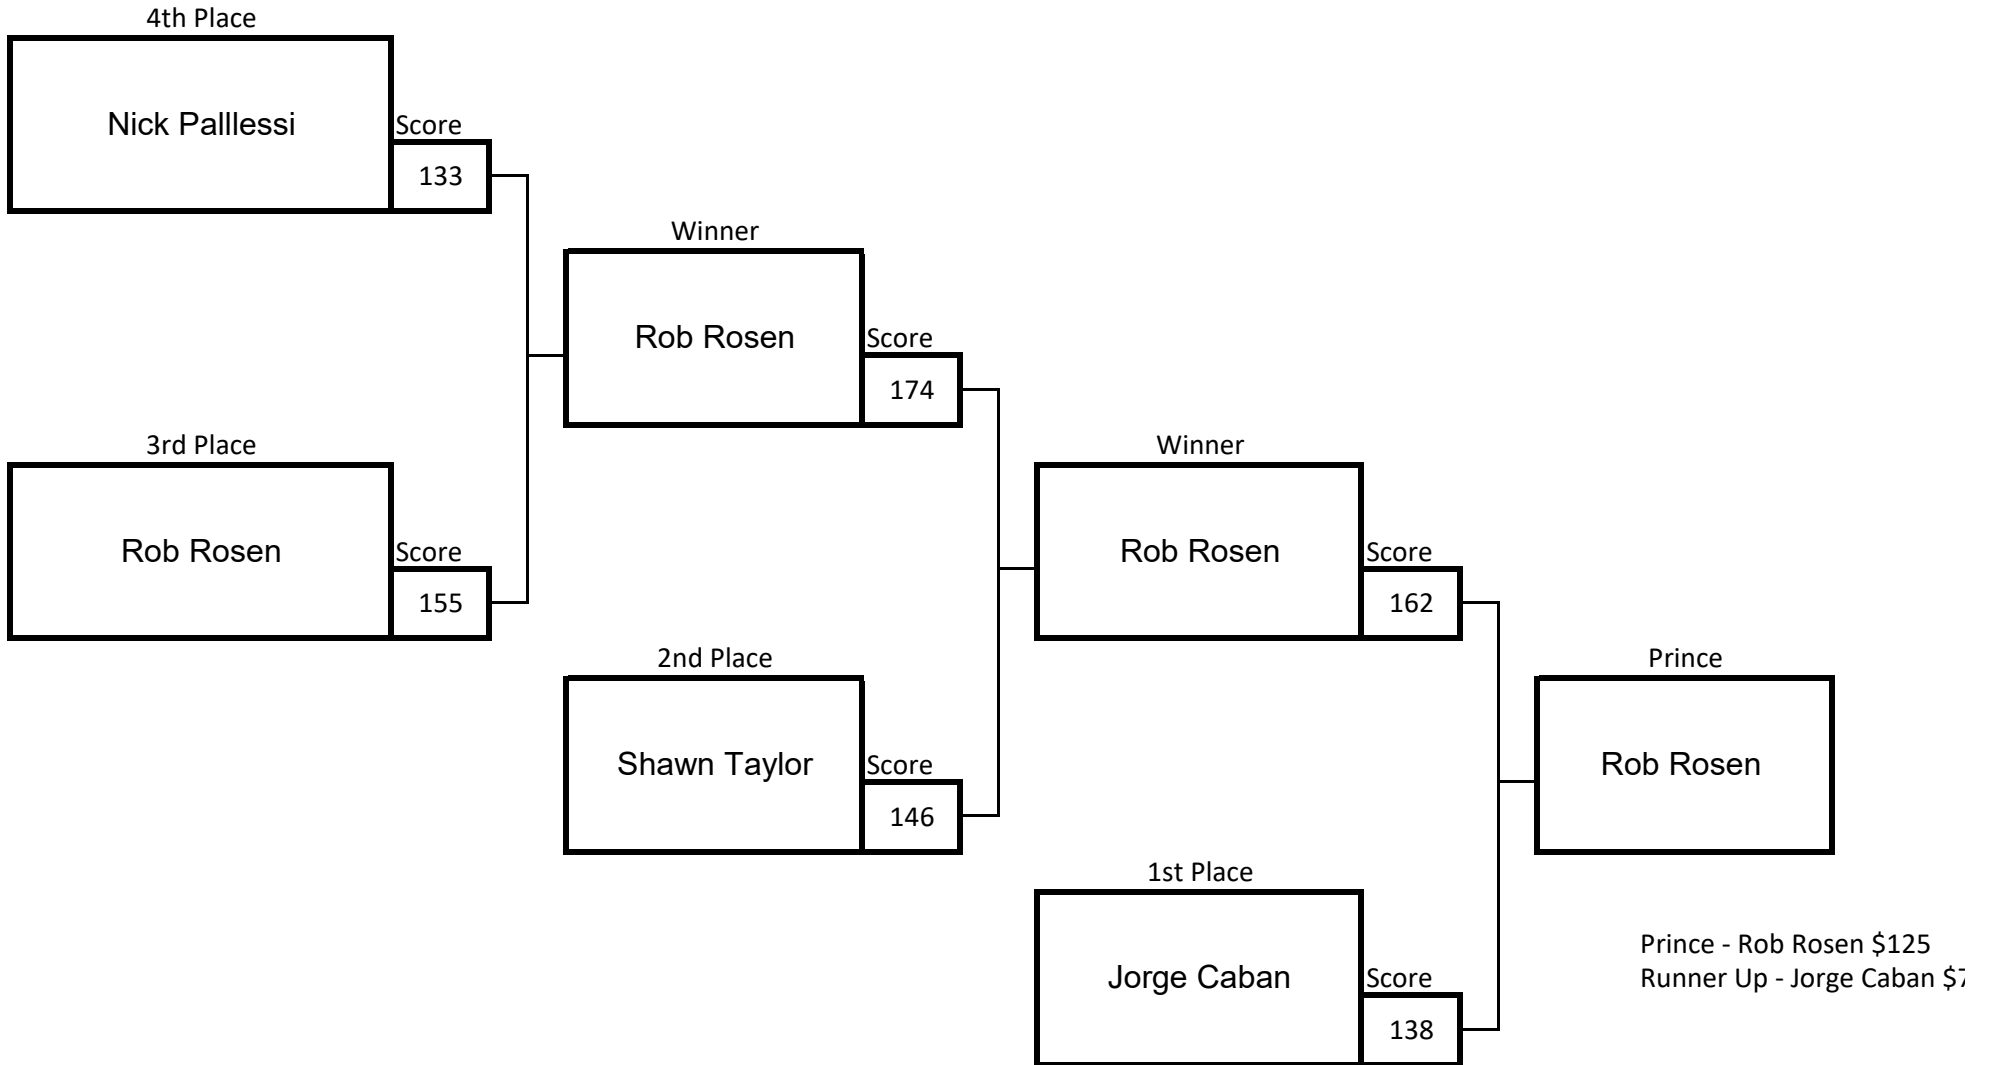 4th Place
Nick Palllessi
Score
133
Winner
Rob Rosen
Score
174
3rd Place
Rob Rosen
Score
155
Winner
Rob Rosen
Score
162
2nd Place
Shawn Taylor
Score
146
Prince
Rob Rosen
1st Place
Jorge Caban
Score
138
Prince - Rob Rosen $125
Runner Up - Jorge Caban